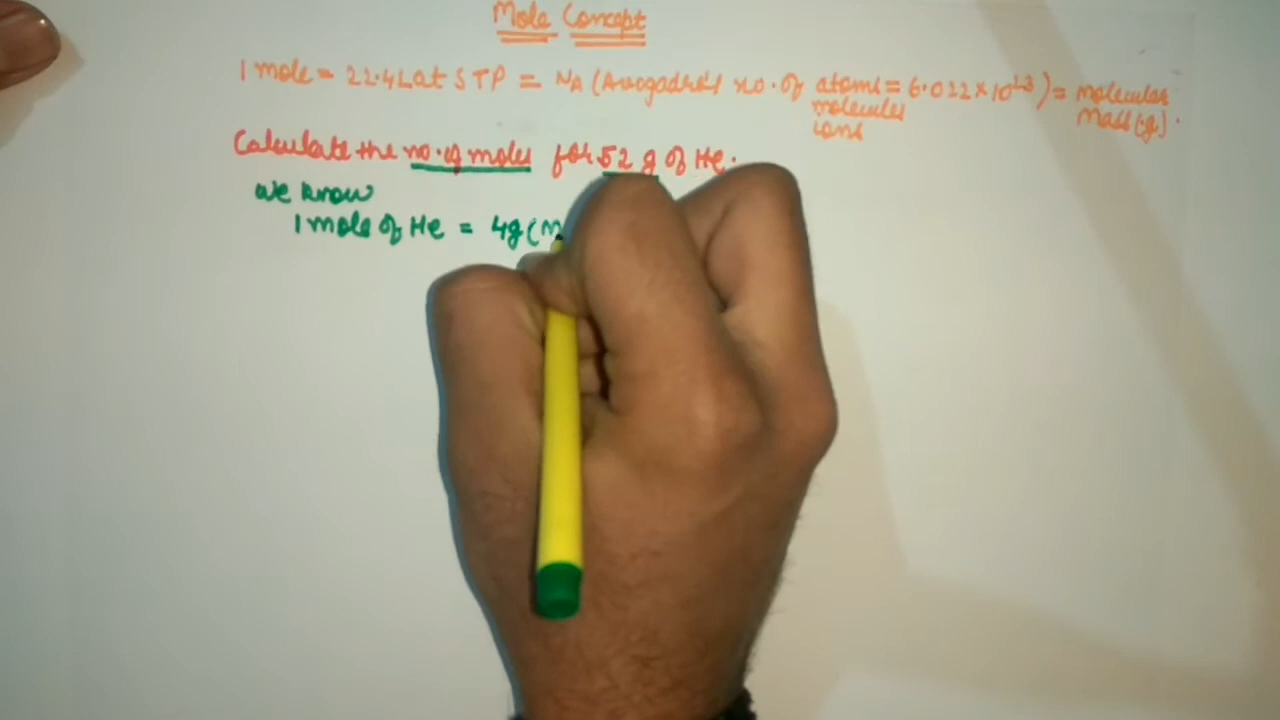 Mole Concept
1 mole = 22.4L at STP = NA (Avogadro's no. of atoms = 6.022 × 10²³) = molecular
molecules mass (g).
ions
Calculate the no. of moles for 52 g of He.
we know
1 mole of He = 4g (m